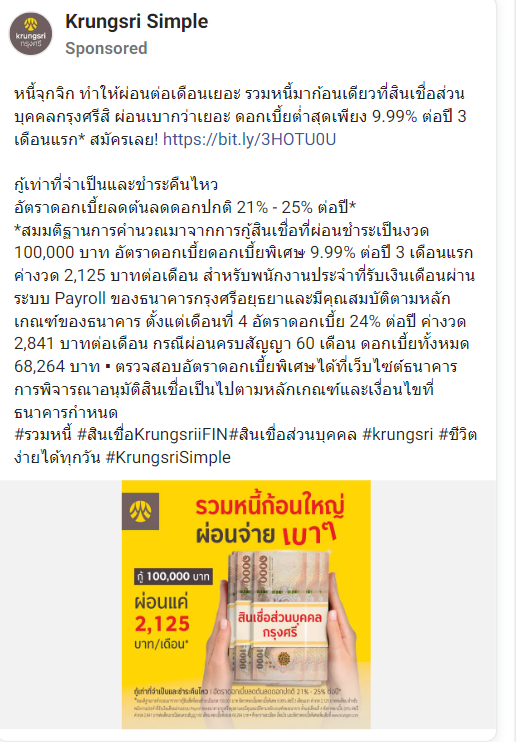 Krungsri Simple
Sponsored
krungsri
กรุงศรี
หนี้จุกจิก ทำให้ผ่อนต่อเดือนเยอะ รวมหนี้มาก้อนเดียวที่สินเชื่อส่วน
บุคคลกรุงศรีสิ ผ่อนเบากว่าเยอะ ดอกเบี้ยต่ำสุดเพียง 9.99% ต่อปี 3
เดือนแรก* สมัครเลย! https://bit.ly/3HOTU0U
กู้เท่าที่จำเป็นและชำระคืนไหว
อัตราดอกเบี้ยลดต้นลดดอกปกติ 21% - 25% ต่อปี*
*สมมติฐานการคำนวณมาจากการกู้สินเชื่อที่ผ่อนชำระเป็นงวด
100,000 บาท อัตราดอกเบี้ยดอกเบี้ยพิเศษ 9.99% ต่อปี 3 เดือนแรก
ค่างวด 2,125 บาทต่อเดือน สำหรับพนักงานประจำที่รับเงินเดือนผ่าน
ระบบ Payroll ของธนาคารกรุงศรีอยุธยาและมีคุณสมบัติตามหลัก
เกณฑ์ของธนาคาร ตั้งแต่เดือนที่ 4 อัตราดอกเบี้ย 24% ต่อปี ค่างวด
2,841 บาทต่อเดือน กรณีผ่อนครบสัญญา 60 เดือน ดอกเบี้ยทั้งหมด
68,264 บาท ▪ ตรวจสอบอัตราดอกเบี้ยพิเศษได้ที่เว็บไซต์ธนาคาร
การพิจารณาอนุมัติสินเชื่อเป็นไปตามหลักเกณฑ์และเงื่อนไขที่
ธนาคารกำหนด
#รวมหนี้ #สินเชื่อKrungsriiFIN#สินเชื่อส่วนบุคคล #krungsri #ชีวิต
ง่ายได้ทุกวัน #KrungsriSimple
รวมหนี้ก้อนใหญ่
ผ่อนจ่าย เบาๆ
กู้ 100,000 บาท
ผ่อนแค่
2,125
บาท/เดือน*
สินเชื่อส่วนบุคคล
กรุงศรี
กู้เท่าที่จำเป็นและชำระคืนไหว | อัตราดอกเบี้ยลดต้นลดดอกปกติ 21% - 25% ต่อปี*